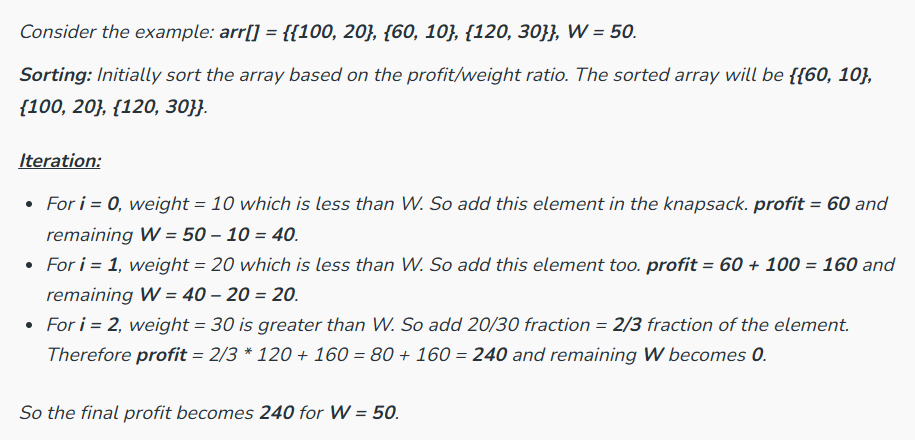 Consider the example: arr[] = {{100, 20}, {60, 10}, {120, 30}}, W = 50.
Sorting: Initially sort the array based on the profit/weight ratio. The sorted array will be {{60, 10},
{100, 20}, {120, 30}}.
Iteration:
• For i = 0, weight = 10 which is less than W. So add this element in the knapsack. profit = 60 and
remaining W = 50 – 10 = 40.
• For i = 1, weight = 20 which is less than W. So add this element too. profit = 60 + 100 = 160 and
remaining W = 40 – 20 = 20.
• For i = 2, weight = 30 is greater than W. So add 20/30 fraction = 2/3 fraction of the element.
Therefore profit = 2/3 * 120 + 160 = 80 + 160 = 240 and remaining W becomes 0.
So the final profit becomes 240 for W = 50.